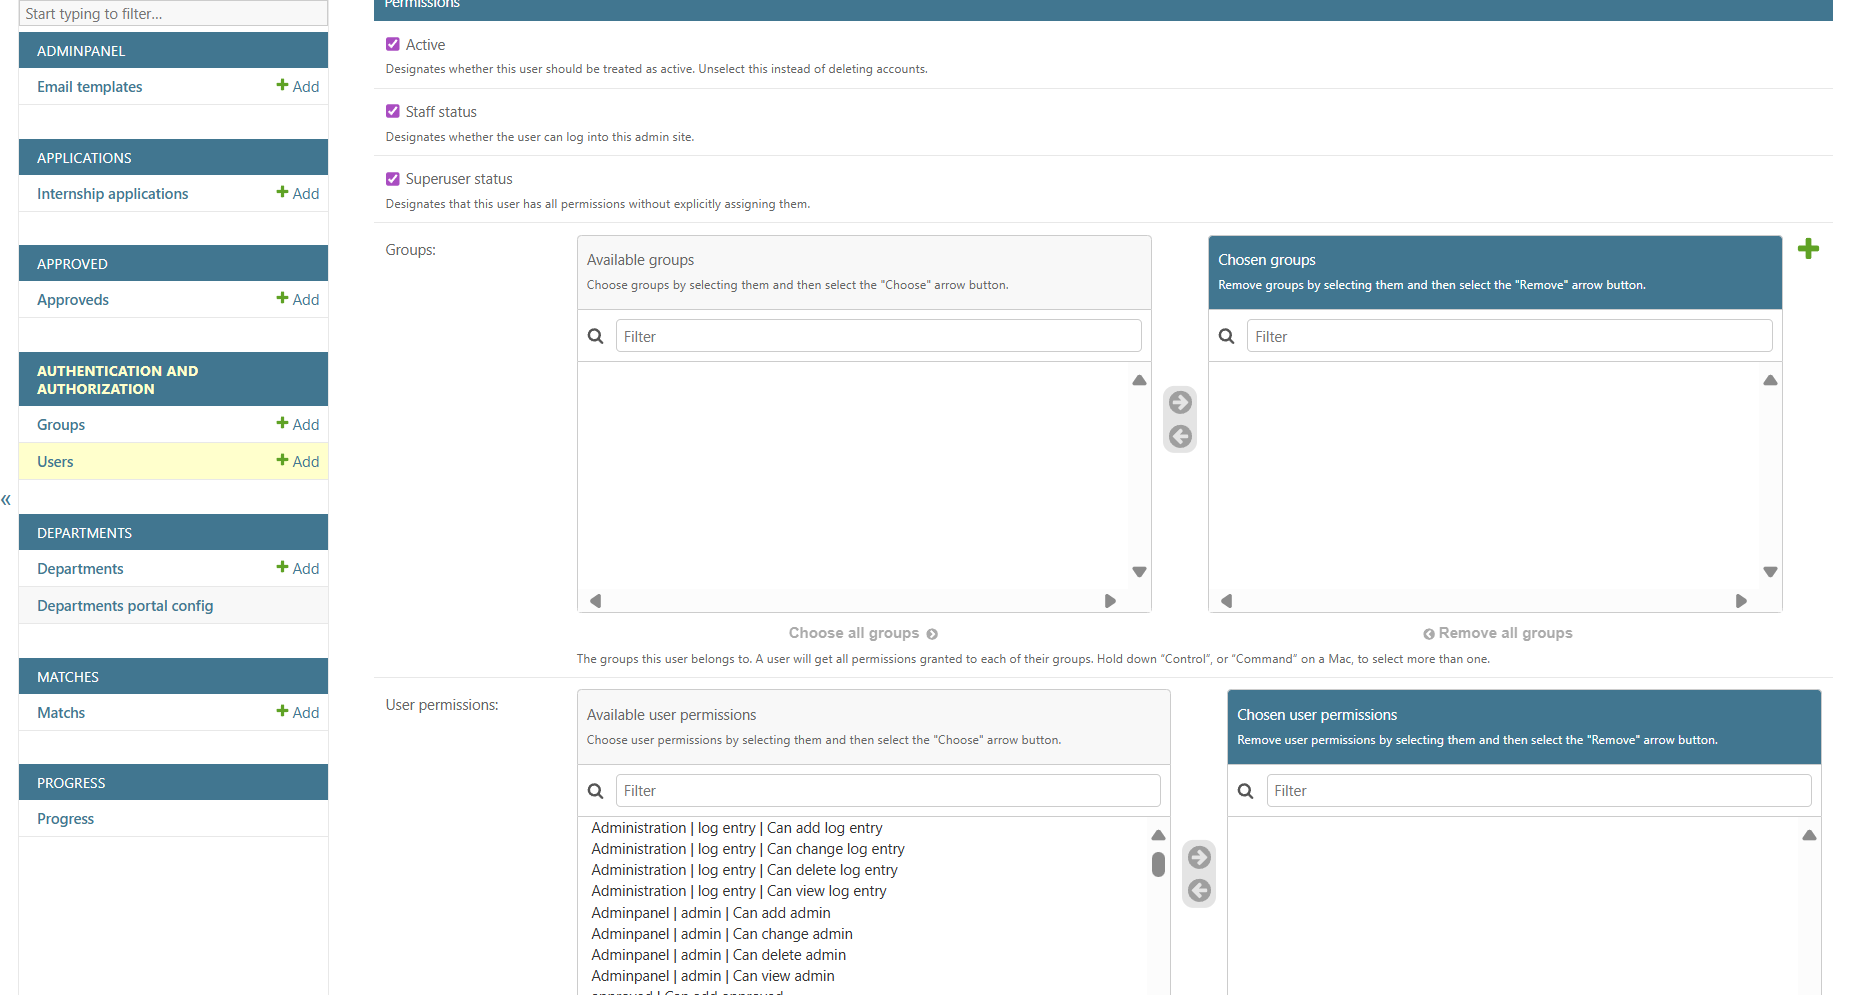 Start typing to filter...
ADMINPANEL
Email templates
Add
APPLICATIONS
Internship applications
Add
APPROVED
Approveds
Add
AUTHENTICATION AND
AUTHORIZATION
Groups
Add
Users
Add
«
DEPARTMENTS
Departments
Add
Departments portal config
MATCHES
Matchs
Add
PROGRESS
Progress
Permissions
Active
Designates whether this user should be treated as active. Unselect this instead of deleting accounts.
Staff status
Designates whether the user can log into this admin site.
Superuser status
Designates that this user has all permissions without explicitly assigning them.
Groups:
Available groups
Choose groups by selecting them and then select the "Choose" arrow button.
Filter
Choose all groups
Chosen groups
Remove groups by selecting them and then select the "Remove" arrow button.
Filter
Remove all groups
The groups this user belongs to. A user will get all permissions granted to each of their groups. Hold down “Control”, or “Command” on a Mac, to select more than one.
User permissions:
Available user permissions
Choose user permissions by selecting them and then select the "Choose" arrow button.
Filter
Administration | log entry | Can add log entry
Administration | log entry | Can change log entry
Administration | log entry | Can delete log entry
Administration | log entry | Can view log entry
Adminpanel | admin | Can add admin
Adminpanel | admin | Can change admin
Adminpanel | admin | Can delete admin
Adminpanel | admin | Can view admin
approved | Can add approved
Chosen user permissions
Remove user permissions by selecting them and then select the "Remove" arrow button.
Filter